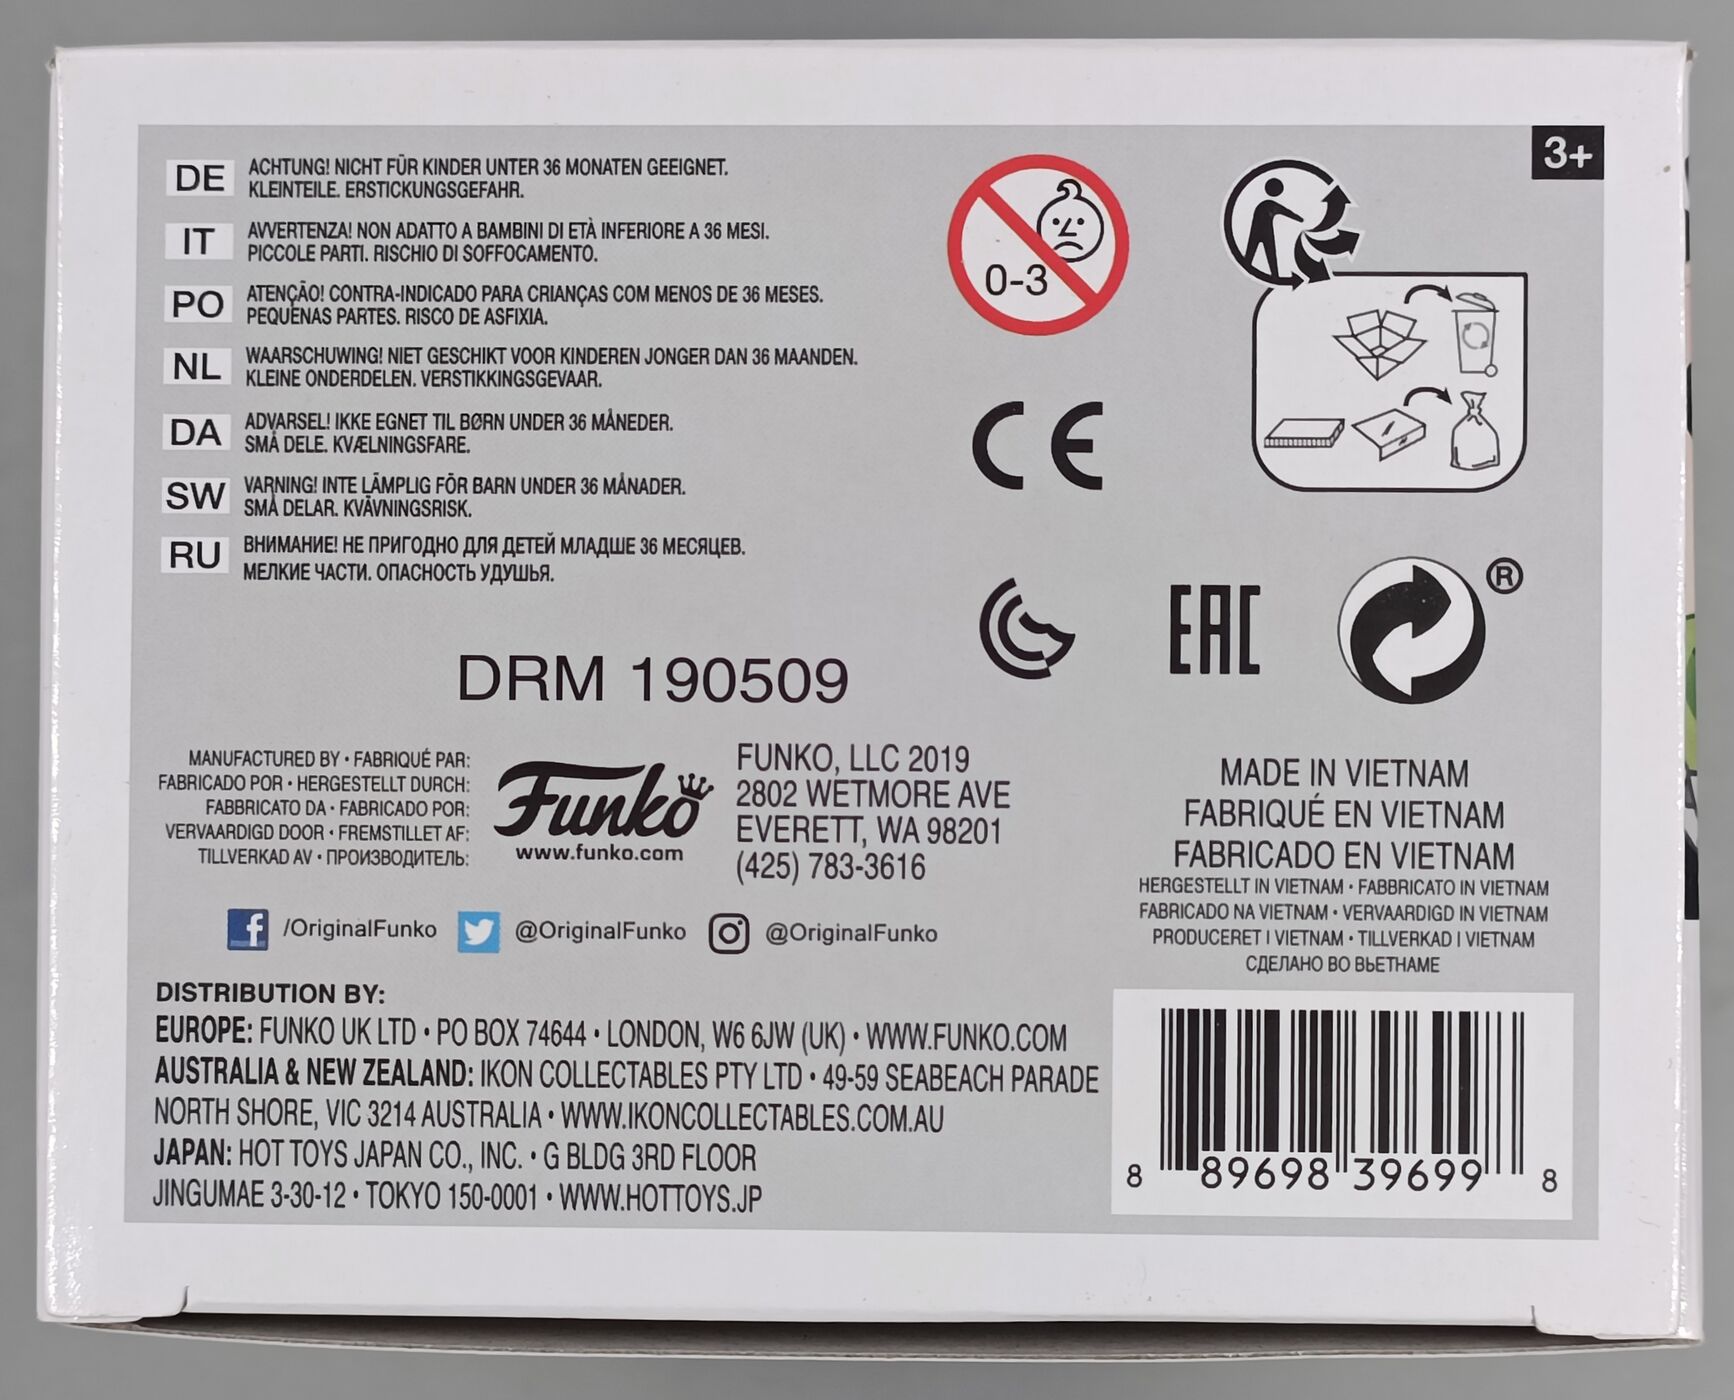 3+
DE
ACHTUNG! NICHT FÜR KINDER UNTER 36 MONATEN GEEIGNET.
KLEINTEILE. ERSTICKUNGSGEFAHR.
IT
AVVERTENZA! NON ADATTO A BAMBINI DI ETÀ INFERIORE A 36 MESI.
PICCOLE PARTI. RISCHIO DI SOFFOCAMENTO.
PO
ATENÇÃO! CONTRA-INDICADO PARA CRIANÇAS COM MENOS DE 36 MESES.
PEQUENAS PARTES. RISCO DE ASFIXIA.
NL
WAARSCHUWING! NIET GESCHIKT VOOR KINDEREN JONGER DAN 36 MAANDEN.
KLEINE ONDERDELEN. VERSTIKKINGSGEVAAR.
DA
ADVARSEL! IKKE EGNET TIL BØRN UNDER 36 MÅNEDER.
SMÅ DELE. KVÆLNINGSFARE.
SW
VARNING! INTE LÄMPLIG FÖR BARN UNDER 36 MÅNADER.
SMÅ DELAR. KVÄVNINGSRISK.
RU
ВНИМАНИЕ! НЕ ПРИГОДНО ДЛЯ ДЕТЕЙ МЛАДШЕ 36 МЕСЯЦЕВ.
МЕЛКИЕ ЧАСТИ. ОПАСНОСТЬ УДУШЬЯ.
0-3
CE
EAC
®
DRM 190509
MANUFACTURED BY • FABRIQUÉ PAR:
FABRICADO POR • HERGESTELLT DURCH:
FABBRICATO DA • FABRICADO POR:
VERVAARDIGD DOOR • FREMSTILLET AF:
TILLVERKAD AV • ПРОИЗВОДИТЕЛЬ:
Funko
www.funko.com
FUNKO, LLC 2019
2802 WETMORE AVE
EVERETT, WA 98201
(425) 783-3616
MADE IN VIETNAM
FABRIQUÉ EN VIETNAM
FABRICADO EN VIETNAM
HERGESTELLT IN VIETNAM • FABBRICATO IN VIETNAM
FABRICADO NA VIETNAM • VERVAARDIGD IN VIETNAM
PRODUCERET I VIETNAM • TILLVERKAD I VIETNAM
СДЕЛАНО ВО ВЬЕТНАМЕ
/OriginalFunko @OriginalFunko @OriginalFunko
DISTRIBUTION BY:
EUROPE: FUNKO UK LTD • PO BOX 74644 • LONDON, W6 6JW (UK) • WWW.FUNKO.COM
AUSTRALIA & NEW ZEALAND: IKON COLLECTABLES PTY LTD • 49-59 SEABEACH PARADE
NORTH SHORE, VIC 3214 AUSTRALIA • WWW.IKONCOLLECTABLES.COM.AU
JAPAN: HOT TOYS JAPAN CO., INC. • G BLDG 3RD FLOOR
JINGUMAE 3-30-12 • TOKYO 150-0001 • WWW.HOTTOYS.JP
8 89698 39699 8